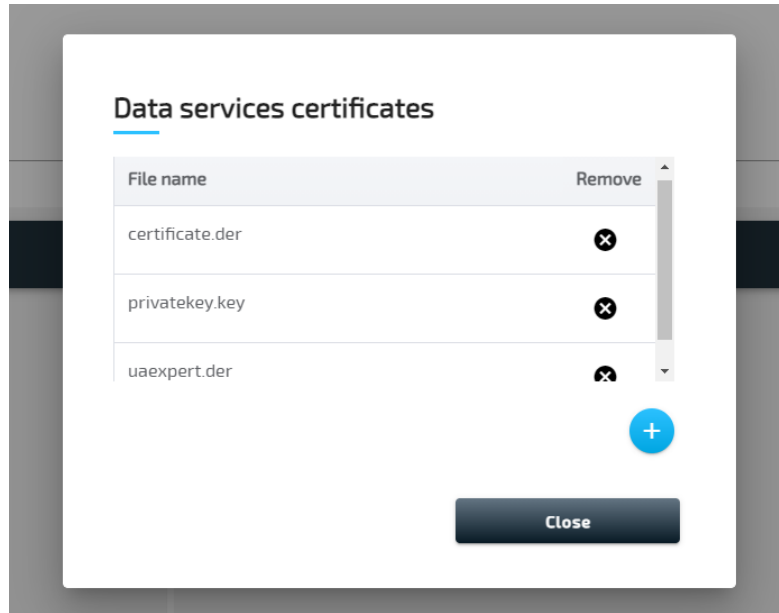 Data services certificates
File name Remove
certificate.der
privatekey.key
uaexpert.der
+
Close